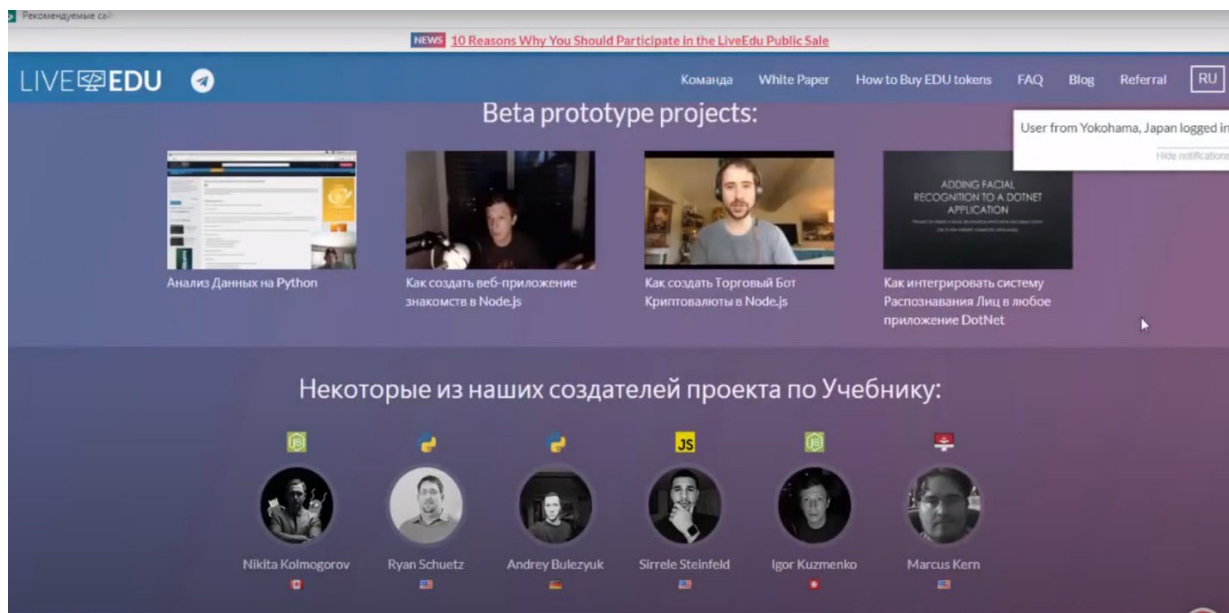 Рекомендуемые сай
NEWS 10 Reasons Why You Should Participate in the LiveEdu Public Sale
LIVE EDU
Команда White Paper How to Buy EDU tokens FAQ Blog Referral RU
Beta prototype projects:
User from Yokohama, Japan logged in
Hide notifications
ADDING FACIAL
RECOGNITION TO A DOTNET
APPLICATION
Анализ Данных на Python
Как создать веб-приложение
знакомств в Node.js
Как создать Торговый Бот
Криптовалюты в Node.js
Как интегрировать систему
Распознавания Лиц в любое
приложение DotNet
Некоторые из наших создателей проекта по Учебнику:
JS
Nikita Kolmogorov Ryan Schuetz Andrey Bulezyuk Sirrele Steinfeld Igor Kuzmenko Marcus Kern